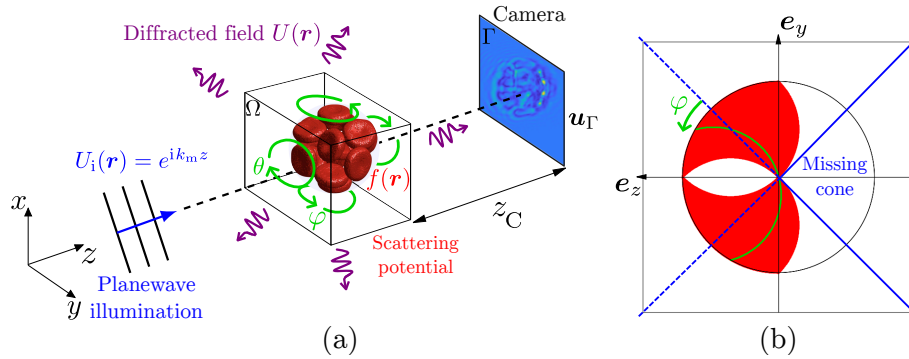 Camera
Diffracted field U(r)
Γ
Ω
u_Γ
U_i(r) = e^{ik_m z}
θ
f(r)
φ
z_C
x
z
y
Scattering
potential
Planewave
illumination
(a)
e_y
φ
Missing
cone
e_z
(b)